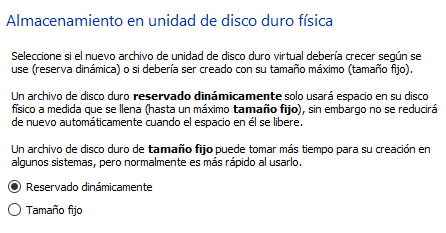 Almacenamiento en unidad de disco duro física
Seleccione si el nuevo archivo de unidad de disco duro virtual debería crecer según se
use (reserva dinámica) o si debería ser creado con su tamaño máximo (tamaño fijo).
Un archivo de disco duro reservado dinámicamente solo usará espacio en su disco
físico a medida que se llena (hasta un máximo tamaño fijo), sin embargo no se reducirá
de nuevo automáticamente cuando el espacio en él se libere.
Un archivo de disco duro de tamaño fijo puede tomar más tiempo para su creación en
algunos sistemas, pero normalmente es más rápido al usarlo.
Reservado dinámicamente
Tamaño fijo